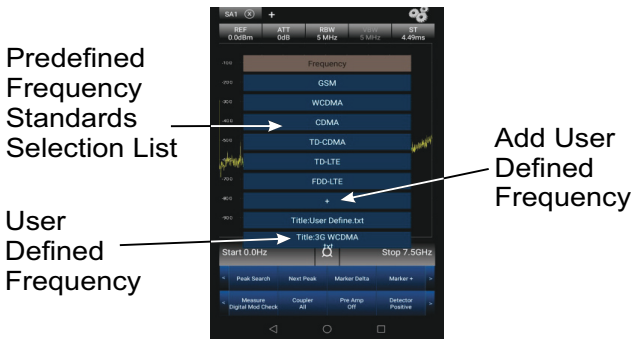 SA1 ⓧ +
REF ATT RBW VBW ST
0.0dBm 0dB 5 MHz 5 MHz 4.49ms
Predefined
Frequency
Standards
Selection List
Frequency
GSM
WCDMA
CDMA
TD-CDMA
TD-LTE
FDD-LTE
+
Title:User Define.txt
Title:3G WCDMA
.txt
Add User
Defined
Frequency
User
Defined
Frequency
Start 0.0Hz Stop 7.5GHz
Peak Search Next Peak Marker Delta Marker→
Measure Coupler Pre Amp Detector
Digital Mod Check All Off Positive